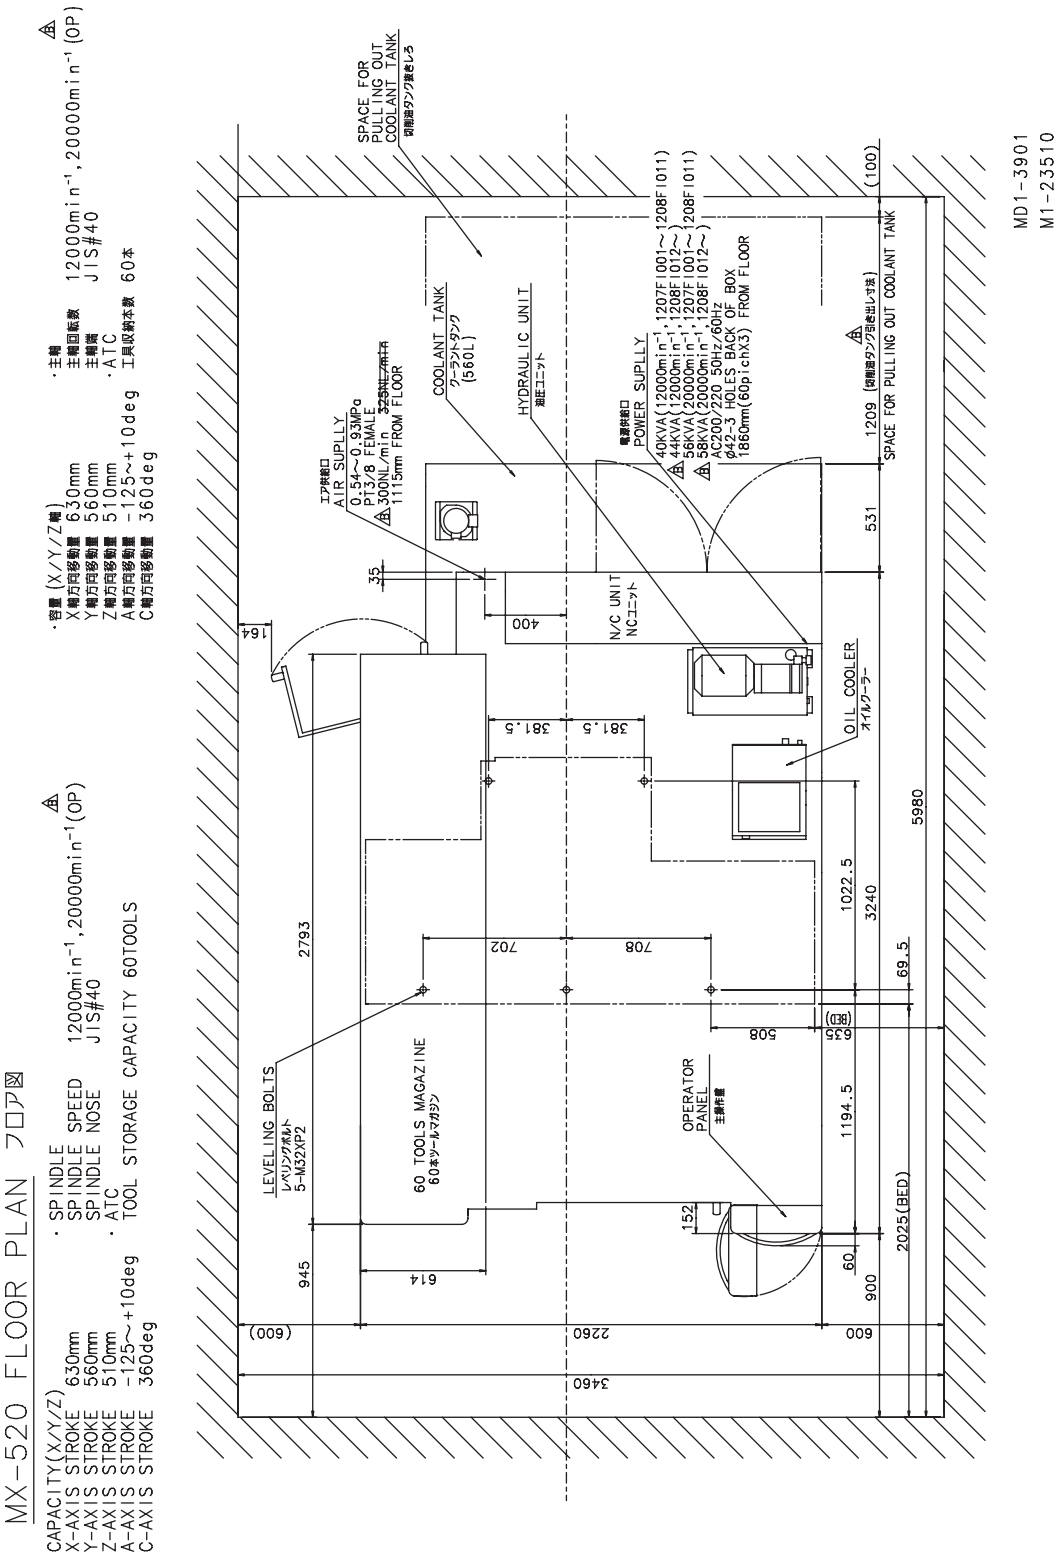 MX-520 FLOOR PLAN フロア図
CAPACITY(X/Y/Z)
X-AXIS STROKE 630mm
Y-AXIS STROKE 560mm
Z-AXIS STROKE 510mm
A-AXIS STROKE -125～+10deg
C-AXIS STROKE 360deg
・SPINDLE
SPINDLE SPEED 12000min⁻¹,20000min⁻¹(OP)
SPINDLE NOSE JIS#40
・ATC
TOOL STORAGE CAPACITY 60TOOLS
B
・容量(X/Y/Z軸)
X軸方向移動量 630mm
Y軸方向移動量 560mm
Z軸方向移動量 510mm
A軸方向移動量 -125～+10deg
C軸方向移動量 360deg
・主軸
主軸回転数 12000min⁻¹,20000min⁻¹(OP)
主軸端 JIS#40
・ATC
工具収納本数 60本
B
SPACE FOR
PULLING OUT
COOLANT TANK
切削油タンク抜きしろ
エア供給口
AIR SUPLLY
0.54～0.93MPa
PT3/8 FEMALE
B 300NL/min 325NL/min
1115mm FROM FLOOR
COOLANT TANK
クーラントタンク
(560L)
HYDRAULIC UNIT
油圧ユニット
電源供給口
POWER SUPLLY
40KVA(12000min⁻¹,1207F1001～1208F1011)
B 44KVA(12000min⁻¹,1208F1012～)
56KVA(20000min⁻¹,1207F1001～1208F1011)
B 58KVA(20000min⁻¹,1208F1012～)
AC200/220 50Hz/60Hz
Ø42-3 HOLES BACK OF BOX
1860mm(60pichX3) FROM FLOOR
164
35
400
N/C UNIT
NCユニット
OIL COOLER
オイルクーラー
381.5
381.5
2793
702
708
LEVELING BOLTS
レベリングボルト
5-M32XP2
60 TOOLS MAGAZINE
60本ツールマガジン
OPERATOR
PANEL
主操作盤
508
635
(BED)
945
614
152
(600)
2260
600
3460
60
1194.5
1022.5
900
3240
531
1209 (切削油タンク引き出し寸法)
B
SPACE FOR PULLING OUT COOLANT TANK
(100)
2025(BED)
69.5
5980
MD1-3901
M1-23510